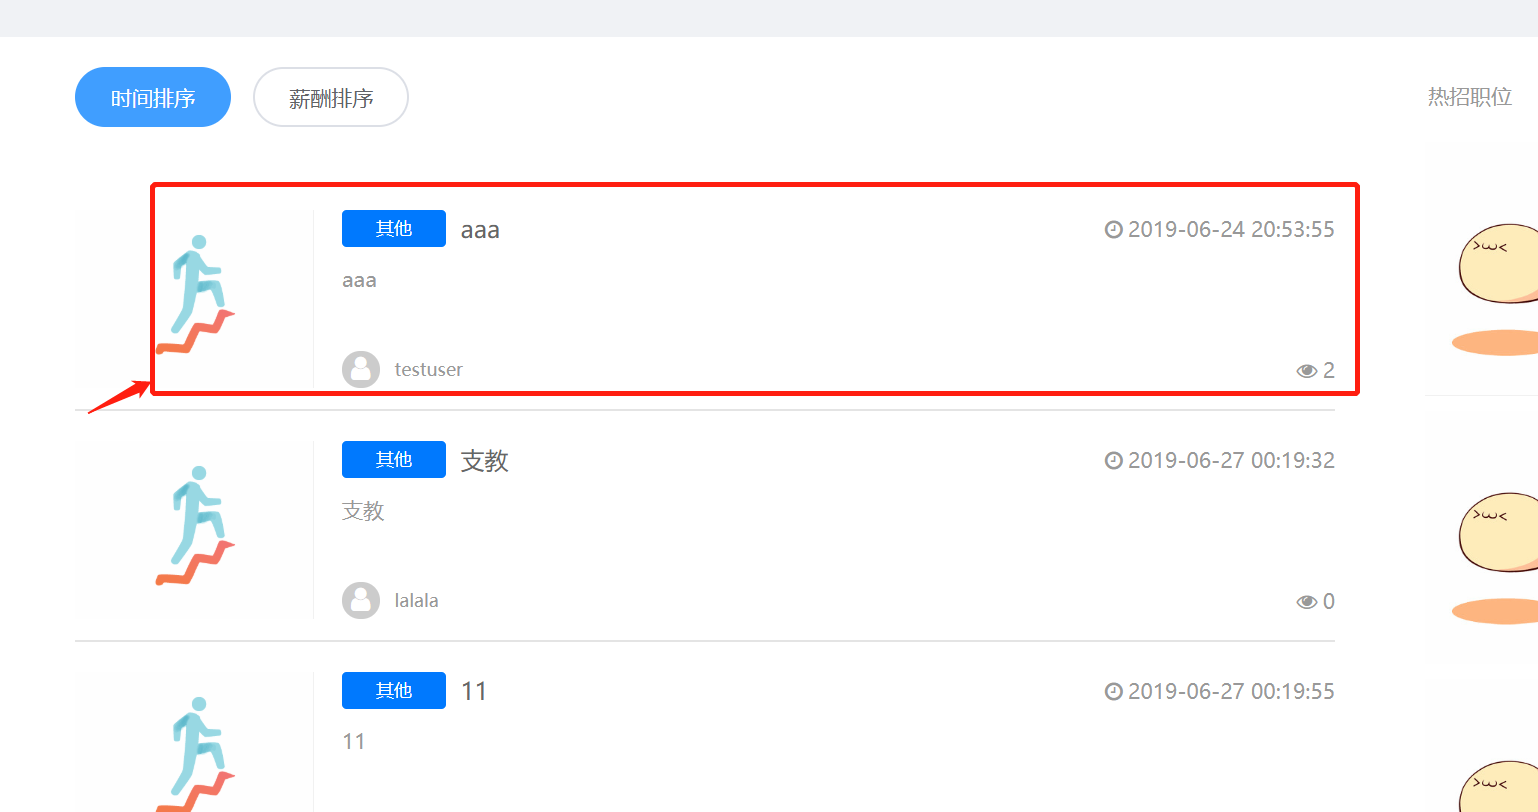 时间排序 薪酬排序 热招职位
其他 aaa 2019-06-24 20:53:55
aaa
testuser 2
其他 支教 2019-06-27 00:19:32
支教
lalala 0
其他 11 2019-06-27 00:19:55
11